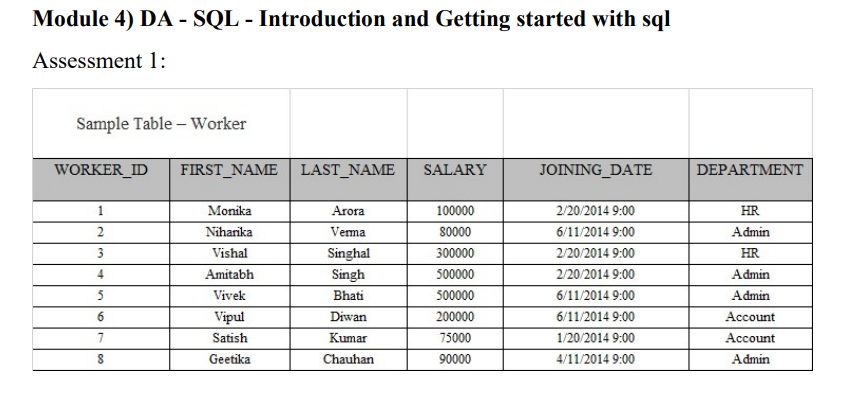 Module 4) DA - SQL - Introduction and Getting started with sql
Assessment 1:
Sample Table – Worker
WORKER_ID FIRST_NAME LAST_NAME SALARY JOINING_DATE DEPARTMENT
1 Monika Arora 100000 2/20/2014 9:00 HR
2 Niharika Verma 80000 6/11/2014 9:00 Admin
3 Vishal Singhal 300000 2/20/2014 9:00 HR
4 Amitabh Singh 500000 2/20/2014 9:00 Admin
5 Vivek Bhati 500000 6/11/2014 9:00 Admin
6 Vipul Diwan 200000 6/11/2014 9:00 Account
7 Satish Kumar 75000 1/20/2014 9:00 Account
8 Geetika Chauhan 90000 4/11/2014 9:00 Admin